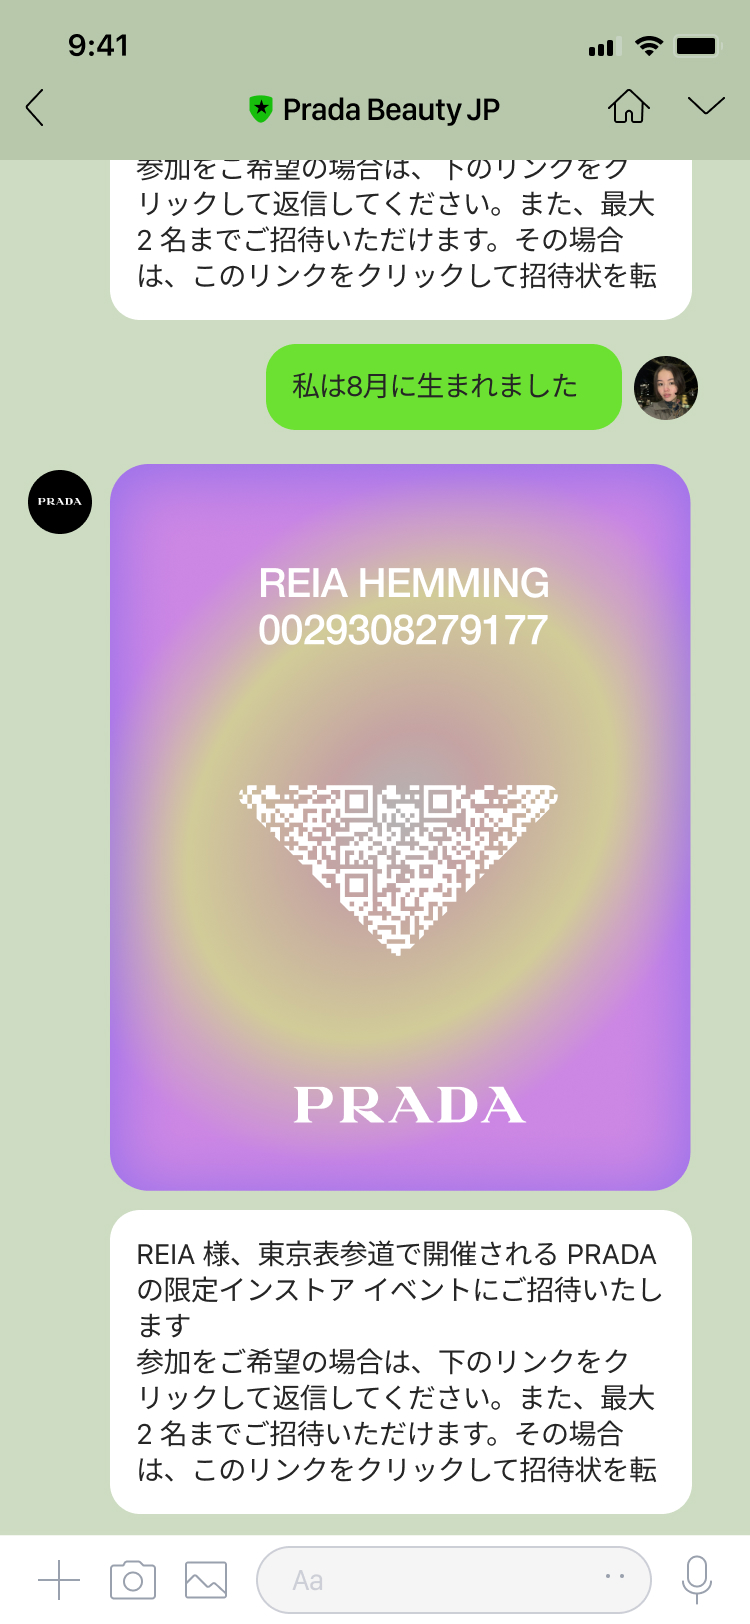 9:41
Prada Beauty JP
参加をご希望の場合は、下のリンクをク
リックして返信してください。また、最大
2 名までご招待いただけます。その場合
は、このリンクをクリックして招待状を転
私は8月に生まれました
PRADA
REIA HEMMING
0029308279177
PRADA
REIA 様、東京表参道で開催される PRADA
の限定インストア イベントにご招待いたし
ます
参加をご希望の場合は、下のリンクをク
リックして返信してください。また、最大
2 名までご招待いただけます。その場合
は、このリンクをクリックして招待状を転
Aa